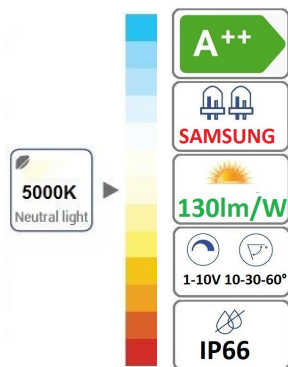 A++
SAMSUNG
5000K
Neutral light
130lm/W
1-10V 10-30-60°
IP66